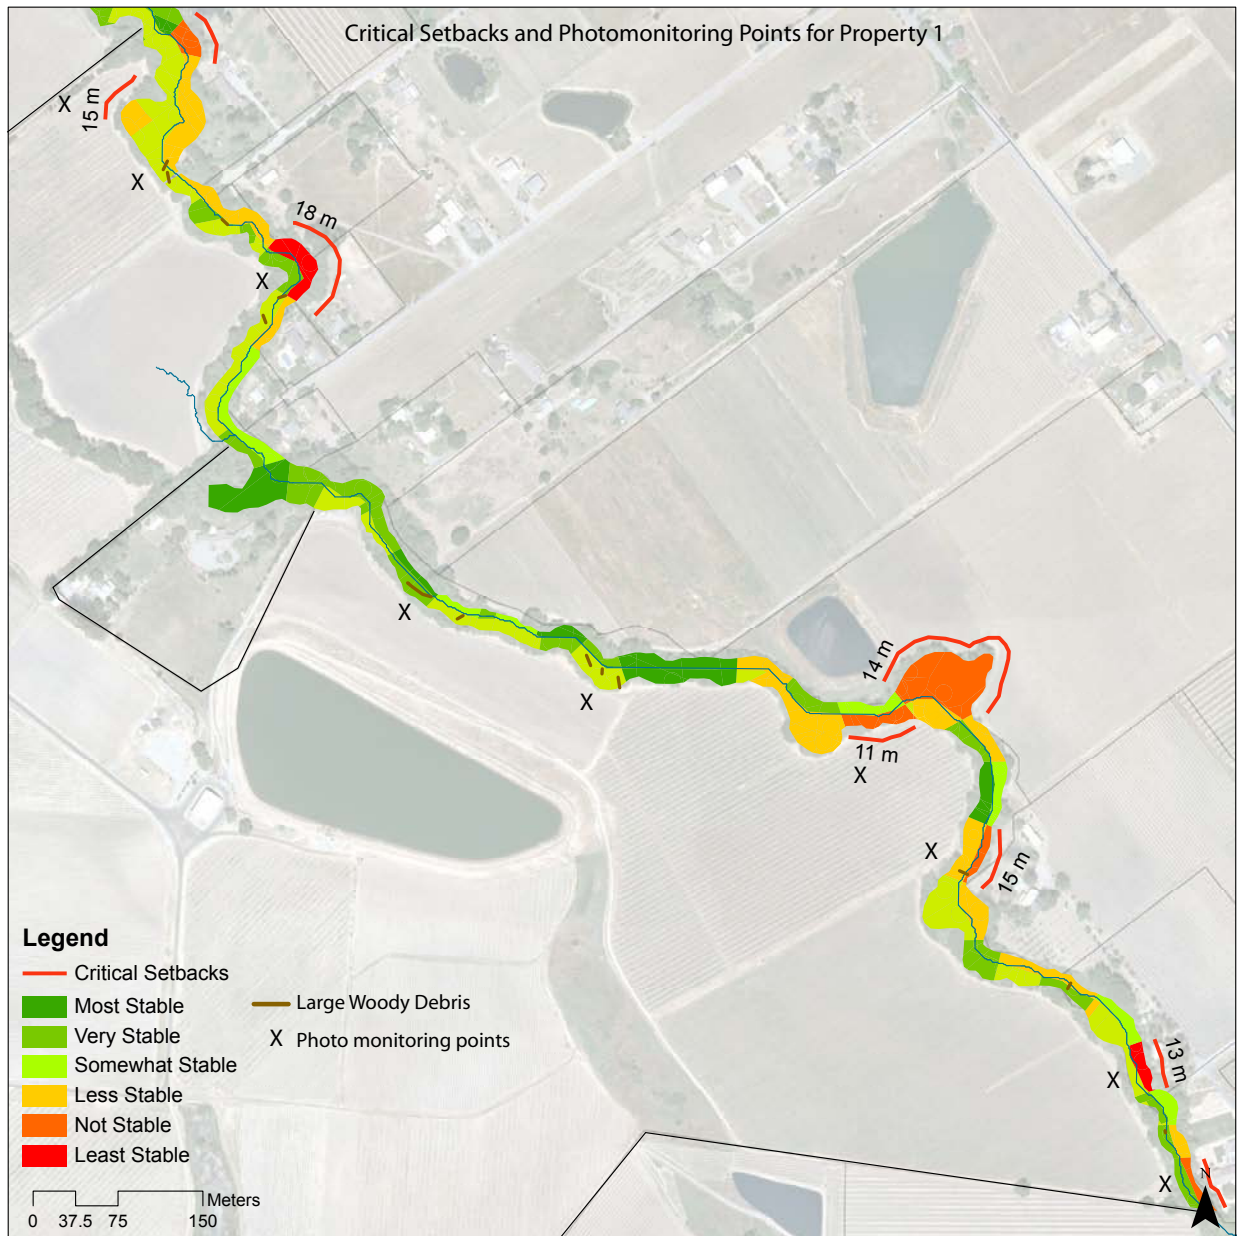 Critical Setbacks and Photomonitoring Points for Property 1
X
15 m
X
18 m
X
X
X
14 m
11 m
X
X
15 m
13 m
X
X
N
Legend
Critical Setbacks
Most Stable
Very Stable
Somewhat Stable
Less Stable
Not Stable
Least Stable
Large Woody Debris
X Photo monitoring points
Meters
0 37.5 75 150